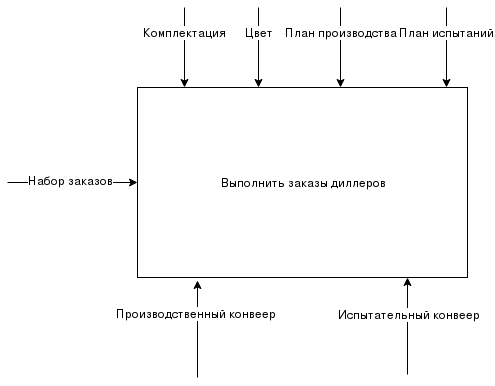 Комплектация Цвет План производства План испытаний
Набор заказов
Выполнить заказы диллеров
Производственный конвеер Испытательный конвеер